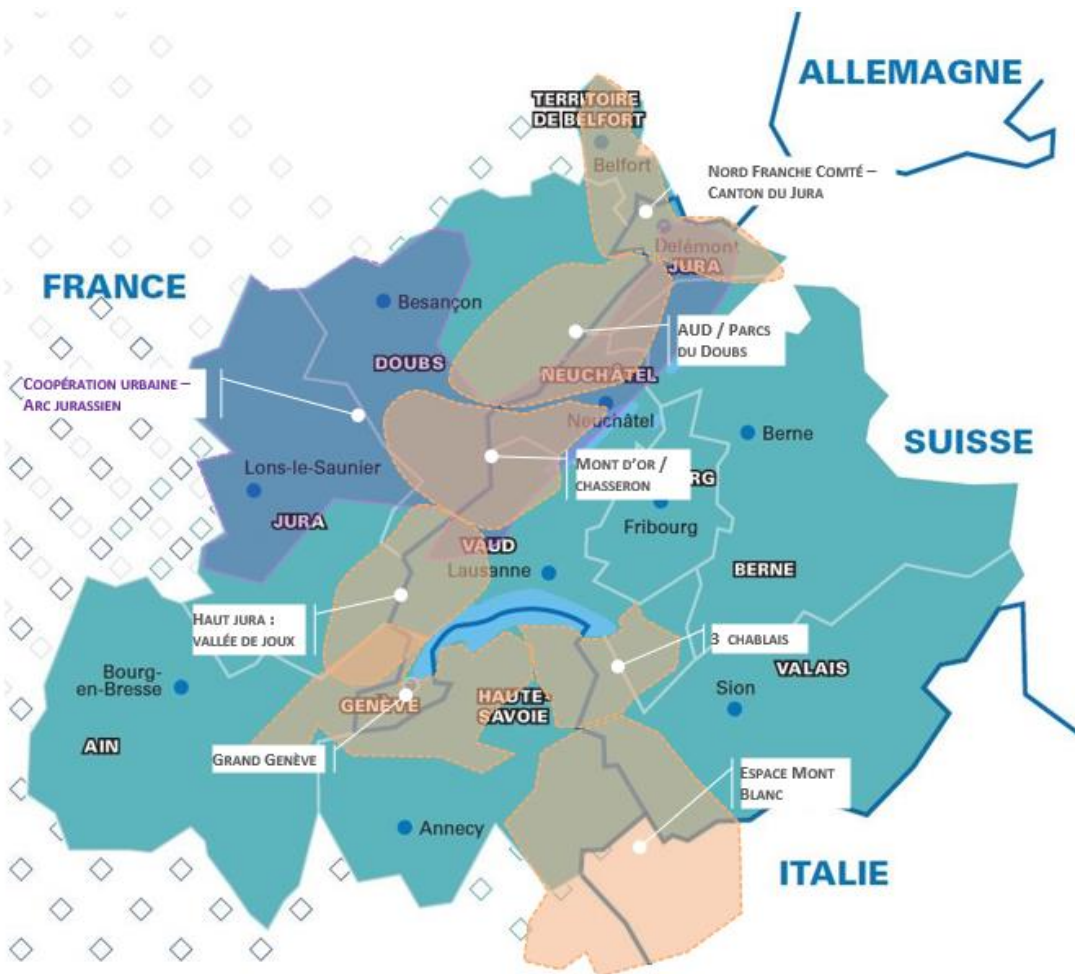 ALLEMAGNE
TERRITOIRE
DE BELFORT
Belfort
NORD FRANCHE COMTÉ –
CANTON DU JURA
Delémont
JURA
FRANCE
Besançon
AUD / PARCS
DU DOUBS
DOUBS
NEUCHÂTEL
COOPÉRATION URBAINE –
ARC JURASSIEN
Neuchâtel
Berne
SUISSE
Lons-le-Saunier
MONT D'OR /
CHASSERON
RG
JURA
Fribourg
VAUD
Lausanne
BERNE
HAUT JURA :
VALLÉE DE JOUX
3 CHABLAIS
Bourg-
en-Bresse
VALAIS
Sion
GENÈVE
HAUTE-
SAVOIE
AIN
GRAND GENÈVE
ESPACE MONT
BLANC
Annecy
ITALIE